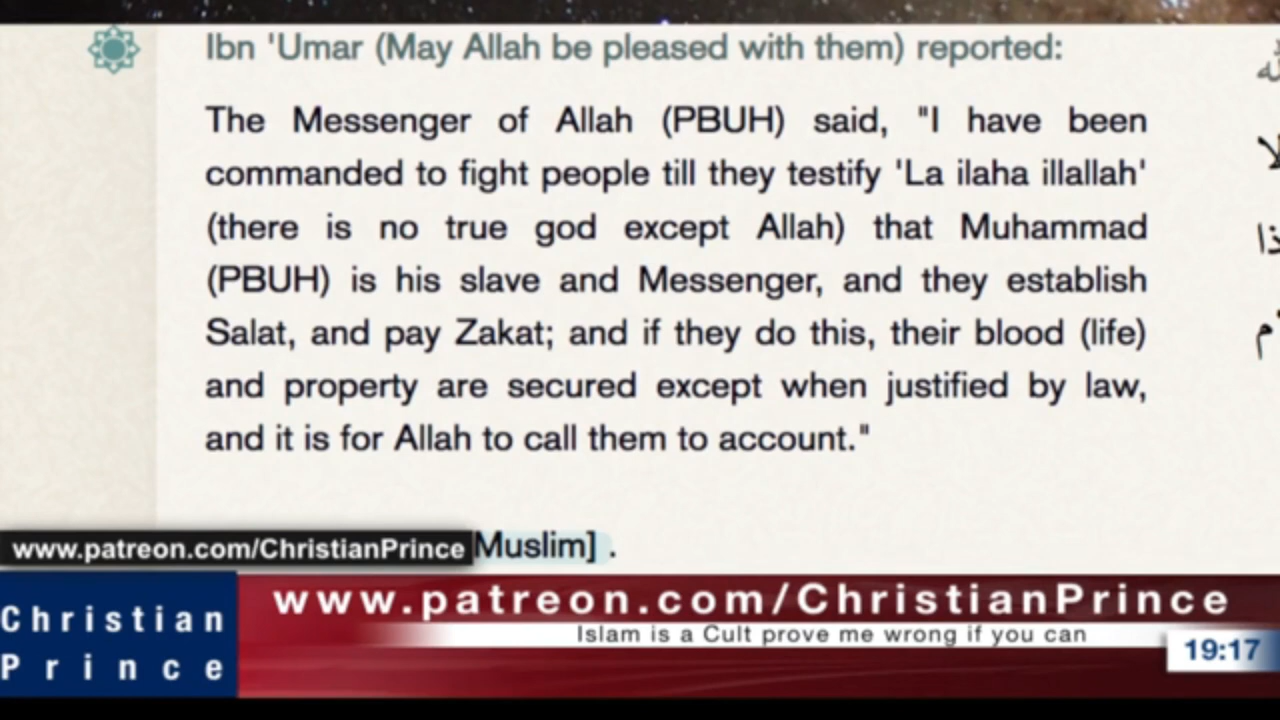 Ibn 'Umar (May Allah be pleased with them) reported:
The Messenger of Allah (PBUH) said, "I have been
commanded to fight people till they testify 'La ilaha illallah'
(there is no true god except Allah) that Muhammad
(PBUH) is his slave and Messenger, and they establish
Salat, and pay Zakat; and if they do this, their blood (life)
and property are secured except when justified by law,
and it is for Allah to call them to account."
Muslim] .
www.patreon.com/ChristianPrince
www.patreon.com/ChristianPrince
Christian
Prince
Islam is a Cult prove me wrong if you can
19:17